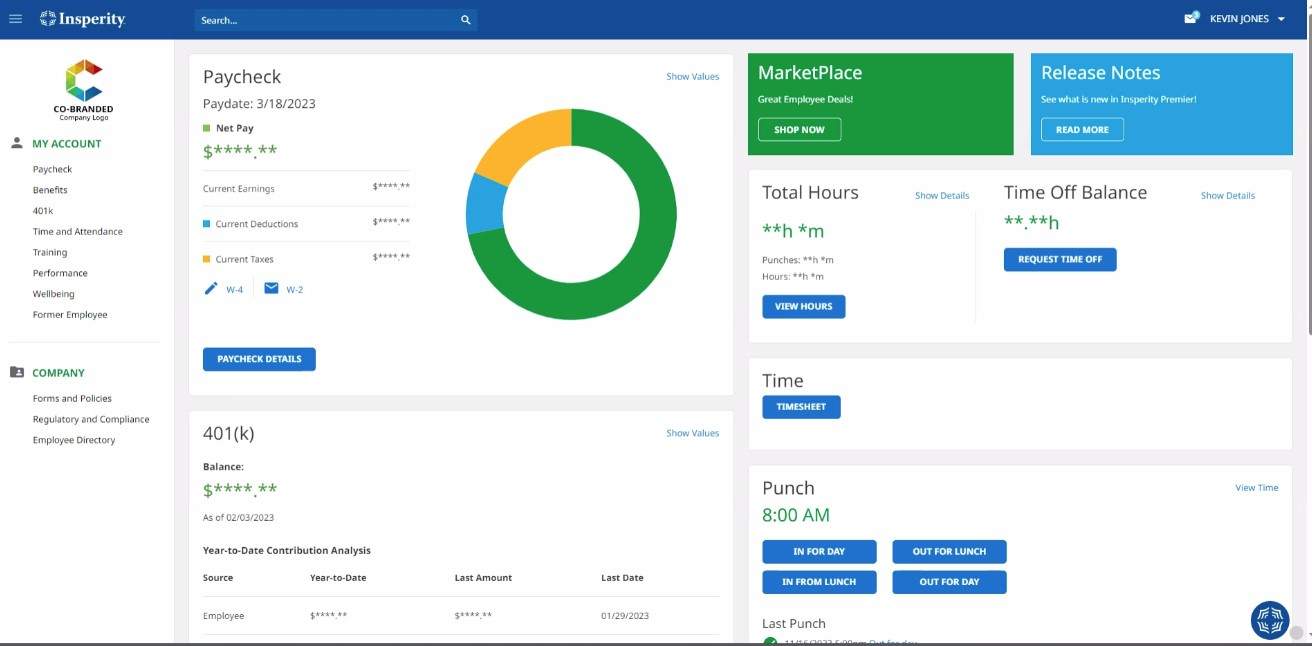 Insperity
Search...
3
KEVIN JONES
CO-BRANDED
Company Logo
MY ACCOUNT
Paycheck
Benefits
401k
Time and Attendance
Training
Performance
Wellbeing
Former Employee
COMPANY
Forms and Policies
Regulatory and Compliance
Employee Directory
Paycheck
Show Values
Paydate: 3/18/2023
Net Pay
$****.**
Current Earnings $****.**
Current Deductions $****.**
Current Taxes $****.**
W-4 W-2
PAYCHECK DETAILS
401(k)
Show Values
Balance:
$****.**
As of 02/03/2023
Year-to-Date Contribution Analysis
Source Year-to-Date Last Amount Last Date
Employee $****.** $****.** 01/29/2023
MarketPlace
Great Employee Deals!
SHOP NOW
Release Notes
See what is new in Insperity Premier!
READ MORE
Total Hours
Show Details
**h *m
Punches: **h *m
Hours: **h *m
VIEW HOURS
Time Off Balance
Show Details
**.**h
REQUEST TIME OFF
Time
TIMESHEET
Punch
View Time
8:00 AM
IN FOR DAY OUT FOR LUNCH
IN FROM LUNCH OUT FOR DAY
Last Punch